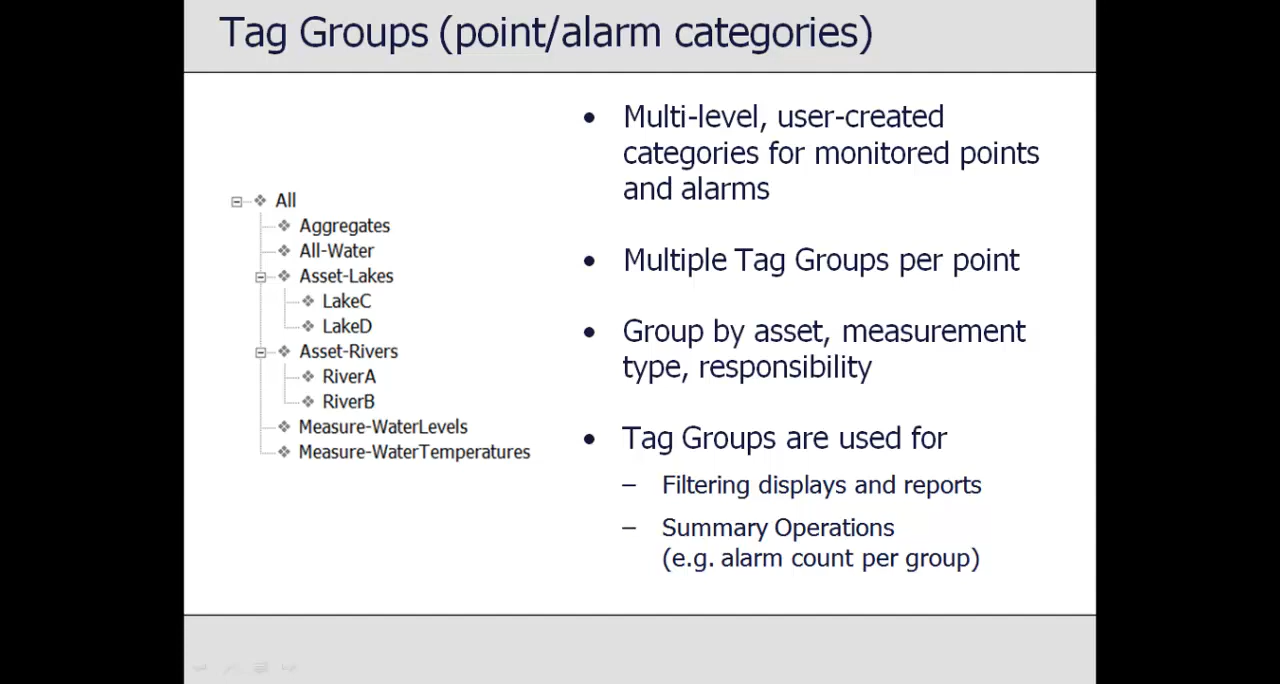 Tag Groups (point/alarm categories)
All
Aggregates
All-Water
Asset-Lakes
LakeC
LakeD
Asset-Rivers
RiverA
RiverB
Measure-WaterLevels
Measure-WaterTemperatures
• Multi-level, user-created
categories for monitored points
and alarms
• Multiple Tag Groups per point
• Group by asset, measurement
type, responsibility
• Tag Groups are used for
– Filtering displays and reports
– Summary Operations
(e.g. alarm count per group)